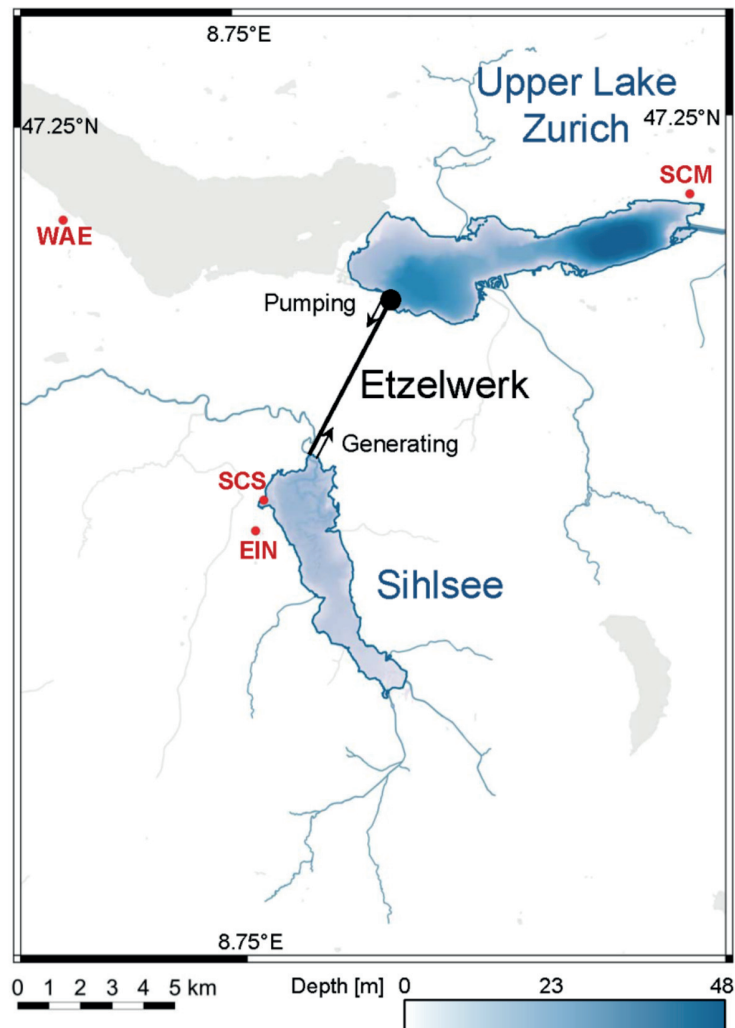 8.75°E
Upper Lake
Zurich
47.25°N
47.25°N
SCM
WAE
Pumping
Etzelwerk
Generating
SCS
EIN
Sihlsee
8.75°E
0 1 2 3 4 5 km
Depth [m] 0 23 48